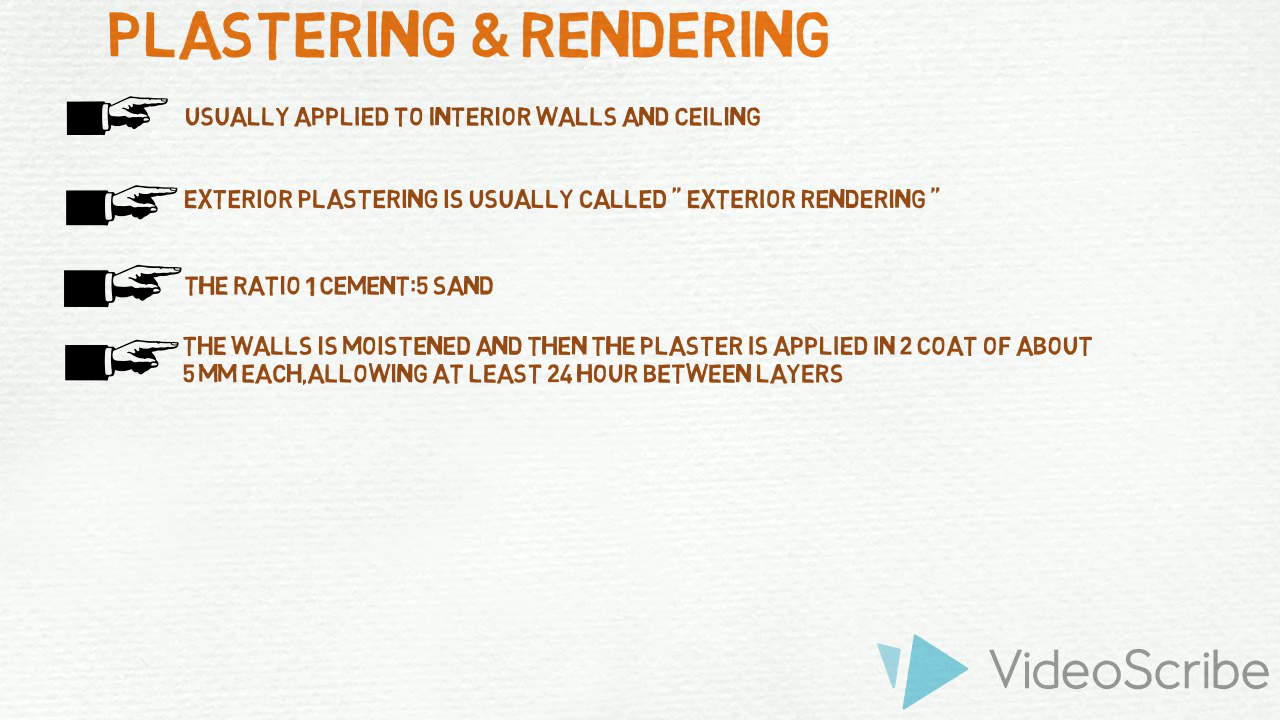 PLASTERING & RENDERING
USUALLY APPLIED TO INTERIOR WALLS AND CEILING
EXTERIOR PLASTERING IS USUALLY CALLED " EXTERIOR RENDERING "
THE RATIO 1 CEMENT:5 SAND
THE WALLS IS MOISTENED AND THEN THE PLASTER IS APPLIED IN 2 COAT OF ABOUT
5 MM EACH,ALLOWING AT LEAST 24 HOUR BETWEEN LAYERS
VideoScribe